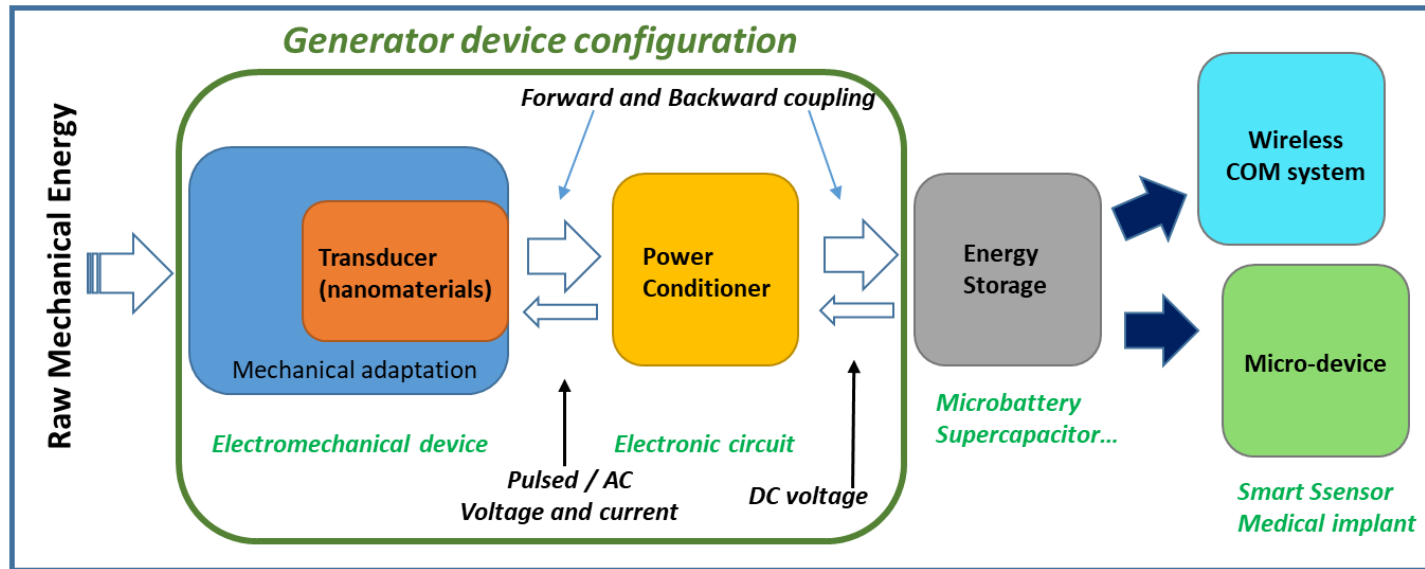 Generator device configuration
Raw Mechanical Energy
Forward and Backward coupling
Transducer
(nanomaterials)
Mechanical adaptation
Electromechanical device
Power
Conditioner
Electronic circuit
Pulsed / AC
Voltage and current
DC voltage
Energy
Storage
Microbattery
Supercapacitor...
Wireless
COM system
Micro-device
Smart Ssensor
Medical implant